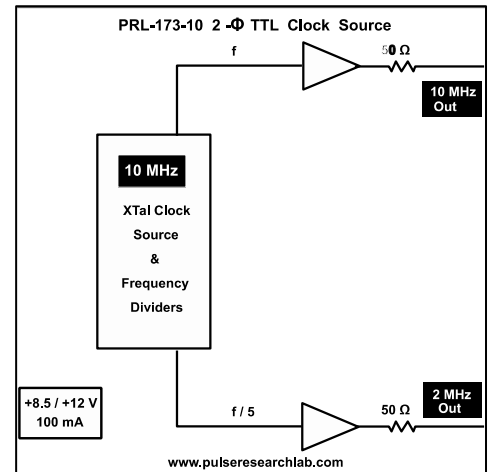 PRL-173-10 2 -Φ TTL Clock Source
f
50 Ω
10 MHz
Out
10 MHz
XTal Clock
Source
&
Frequency
Dividers
+8.5 / +12 V
100 mA
f / 5
50 Ω
2 MHz
Out
www.pulseresearchlab.com